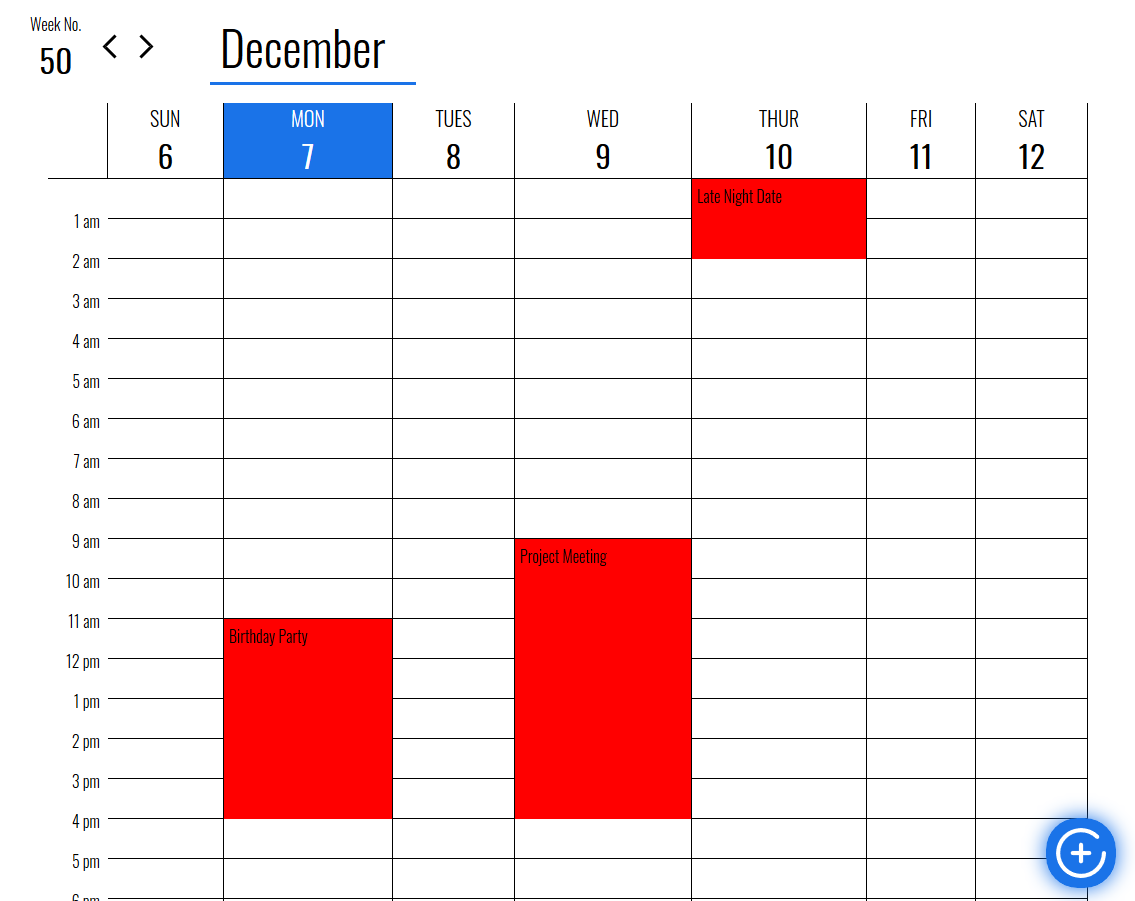 Week No.
50
December
SUN MON TUES WED THUR FRI SAT
6 7 8 9 10 11 12
Late Night Date
1 am
2 am
3 am
4 am
5 am
6 am
7 am
8 am
9 am
Project Meeting
10 am
11 am
Birthday Party
12 pm
1 pm
2 pm
3 pm
4 pm
5 pm
6 pm